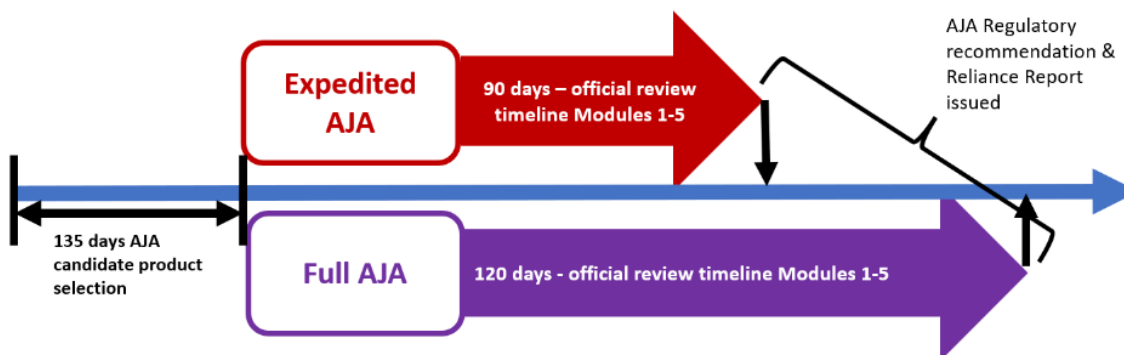 Expedited
AJA
90 days – official review
timeline Modules 1-5
AJA Regulatory
recommendation &
Reliance Report
issued
135 days AJA
candidate product
selection
Full AJA
120 days - official review timeline Modules 1-5